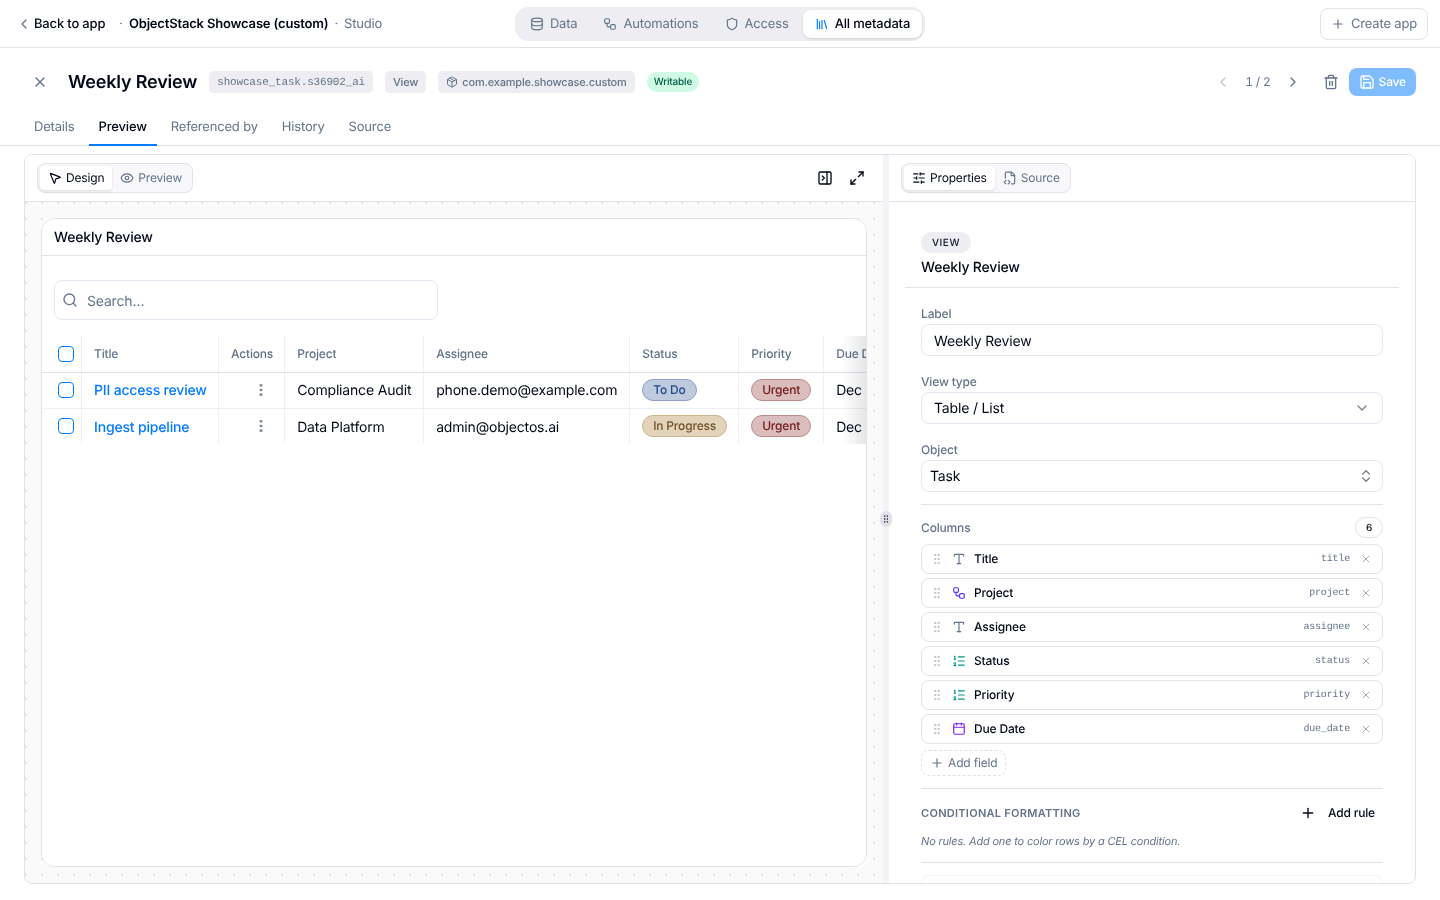 Back to app · ObjectStack Showcase (custom) · Studio
Data
Automations
Access
All metadata
Create app
Weekly Review
showcase_task.s36902_ai
View
com.example.showcase.custom
Writable
1 / 2
Save
Details
Preview
Referenced by
History
Source
Design
Preview
Properties
Source
Weekly Review
Search...
Title Actions Project Assignee Status Priority Due D
PII access review Compliance Audit phone.demo@example.com To Do Urgent Dec
Ingest pipeline Data Platform admin@objectos.ai In Progress Urgent Dec
VIEW
Weekly Review
Label
Weekly Review
View type
Table / List
Object
Task
Columns 6
Title title
Project project
Assignee assignee
Status status
Priority priority
Due Date due_date
Add field
CONDITIONAL FORMATTING
Add rule
No rules. Add one to color rows by a CEL condition.